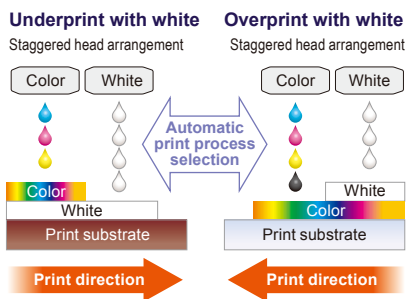 Underprint with white
Staggered head arrangement
Color
White
Color
White
Print substrate
Print direction
Automatic
print process
selection
Overprint with white
Staggered head arrangement
Color
White
White
Color
Print substrate
Print direction